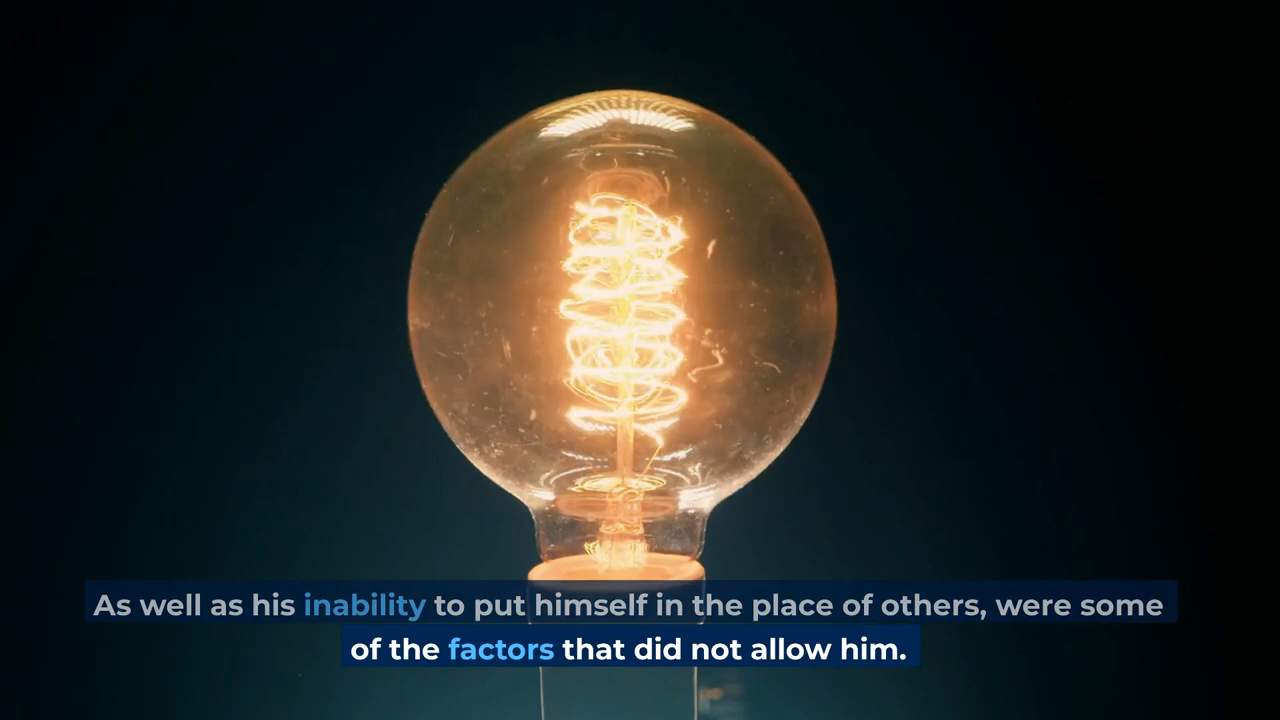 As well as his inability to put himself in the place of others, were some
of the factors that did not allow him.